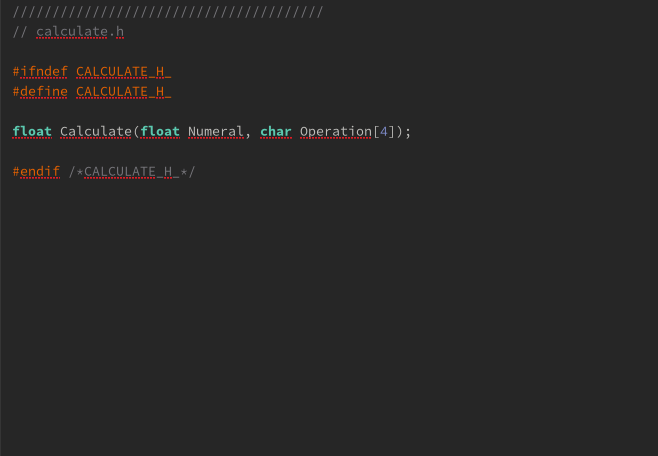 ///////////////////////////////////////
// calculate.h
#ifndef CALCULATE_H_
#define CALCULATE_H_
float Calculate(float Numeral, char Operation[4]);
#endif /*CALCULATE_H_*/